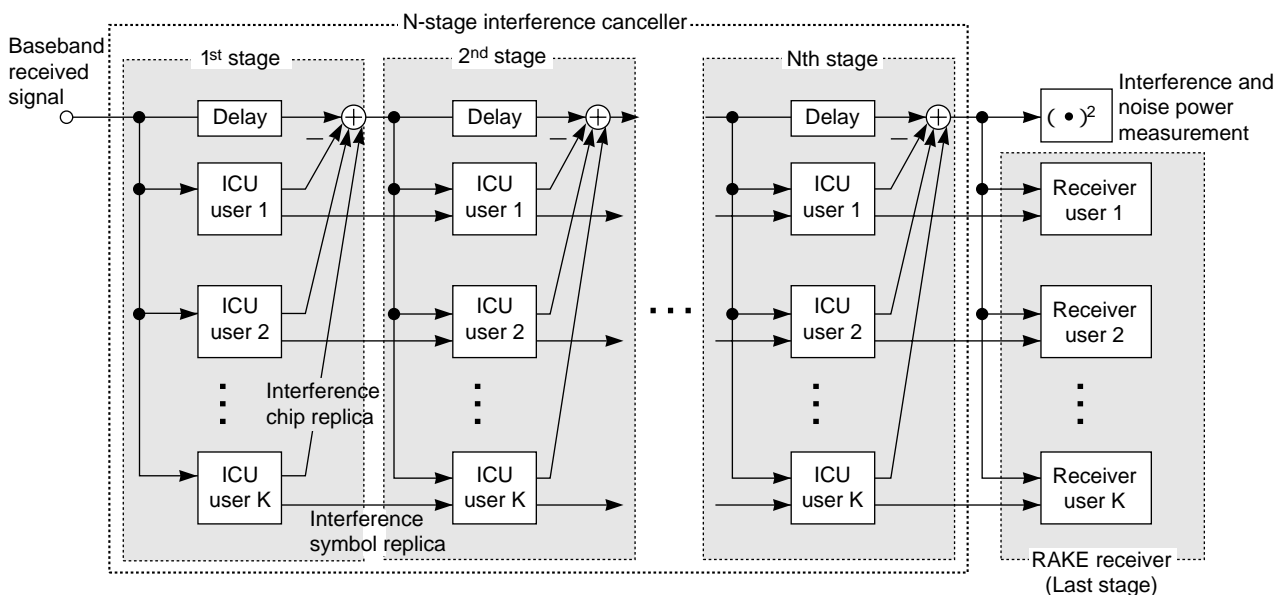 N-stage interference canceller
Baseband
received
signal
1st stage
2nd stage
Nth stage
Delay
Delay
Delay
( • )2
Interference and
noise power
measurement
ICU
user 1
ICU
user 1
ICU
user 1
Receiver
user 1
ICU
user 2
ICU
user 2
ICU
user 2
Receiver
user 2
Interference
chip replica
ICU
user K
ICU
user K
ICU
user K
Receiver
user K
Interference
symbol replica
RAKE receiver
(Last stage)